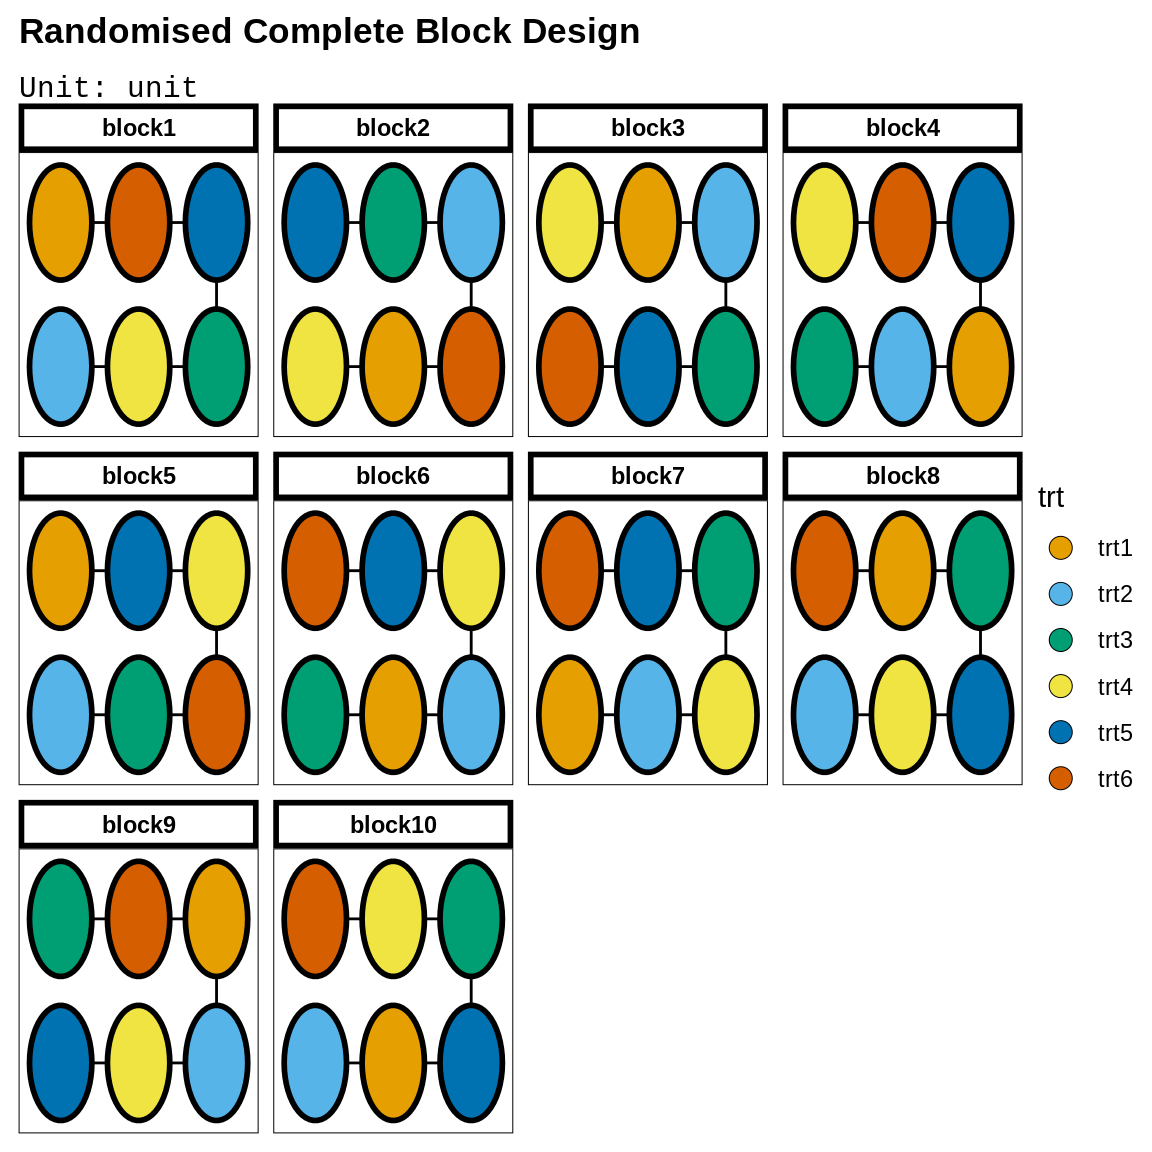 Randomised Complete Block Design
Unit: unit
block1
block2
block3
block4
block5
block6
block7
block8
block9
block10
trt
trt1
trt2
trt3
trt4
trt5
trt6